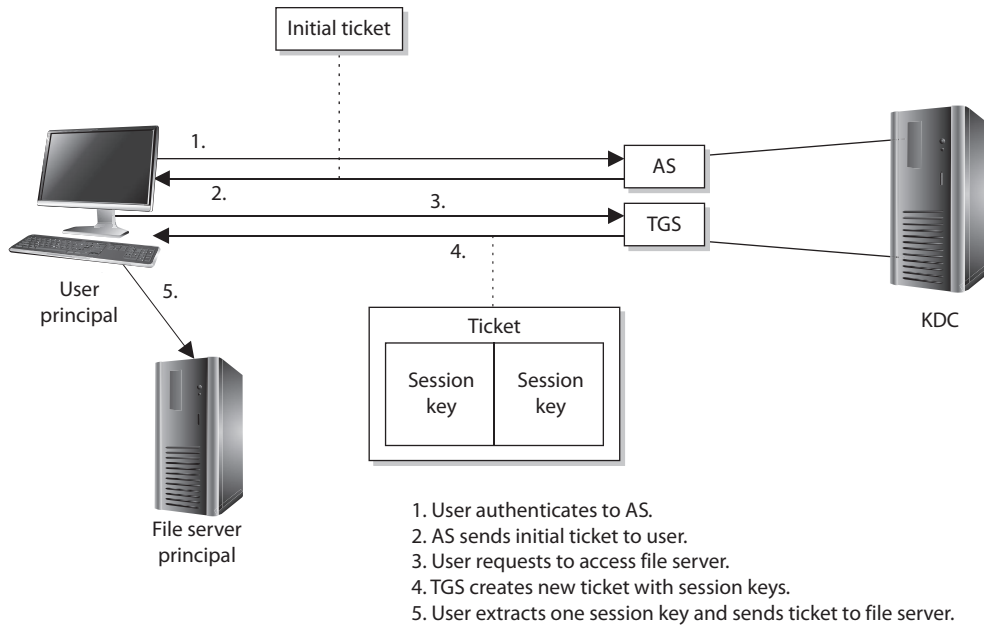 Initial ticket
1.
AS
2.
3.
TGS
4.
User
principal
5.
KDC
Ticket
Session
key
Session
key
File server
principal
1. User authenticates to AS.
2. AS sends initial ticket to user.
3. User requests to access file server.
4. TGS creates new ticket with session keys.
5. User extracts one session key and sends ticket to file server.